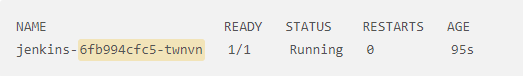 NAME READY STATUS RESTARTS AGE
jenkins-6fb994cfc5-twnvn 1/1 Running 0 95s